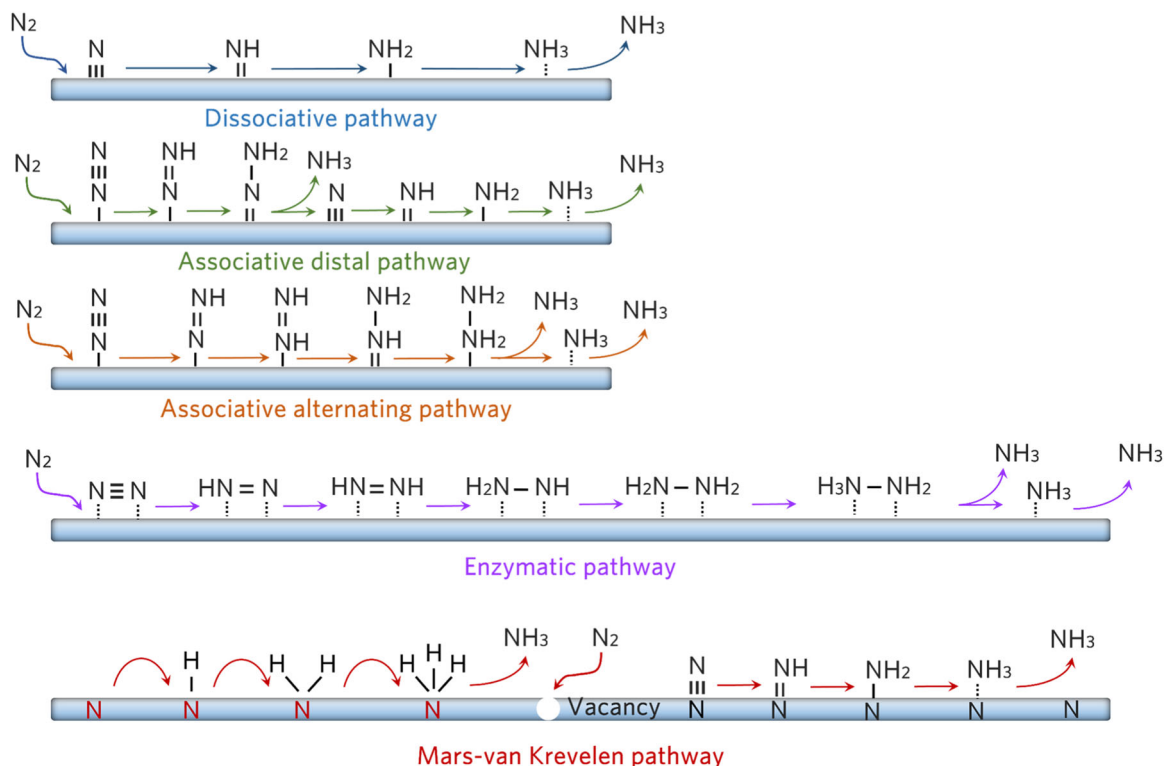 N2 N NH NH2 NH3 NH3
Dissociative pathway
N NH NH2
N2 N N N NH3 N NH NH2 NH3 NH3
Associative distal pathway
N NH NH NH2 NH2
N2 N N NH NH NH2 NH3 NH3 NH3
Associative alternating pathway
N2 NH3 NH3
N≡N HN=N HN=NH H2N–NH H2N–NH2 H3N–NH2 NH3
Enzymatic pathway
H H H H H H NH3 N2 N NH NH2 NH3 NH3
N N N N Vacancy N N N N N
Mars-van Krevelen pathway